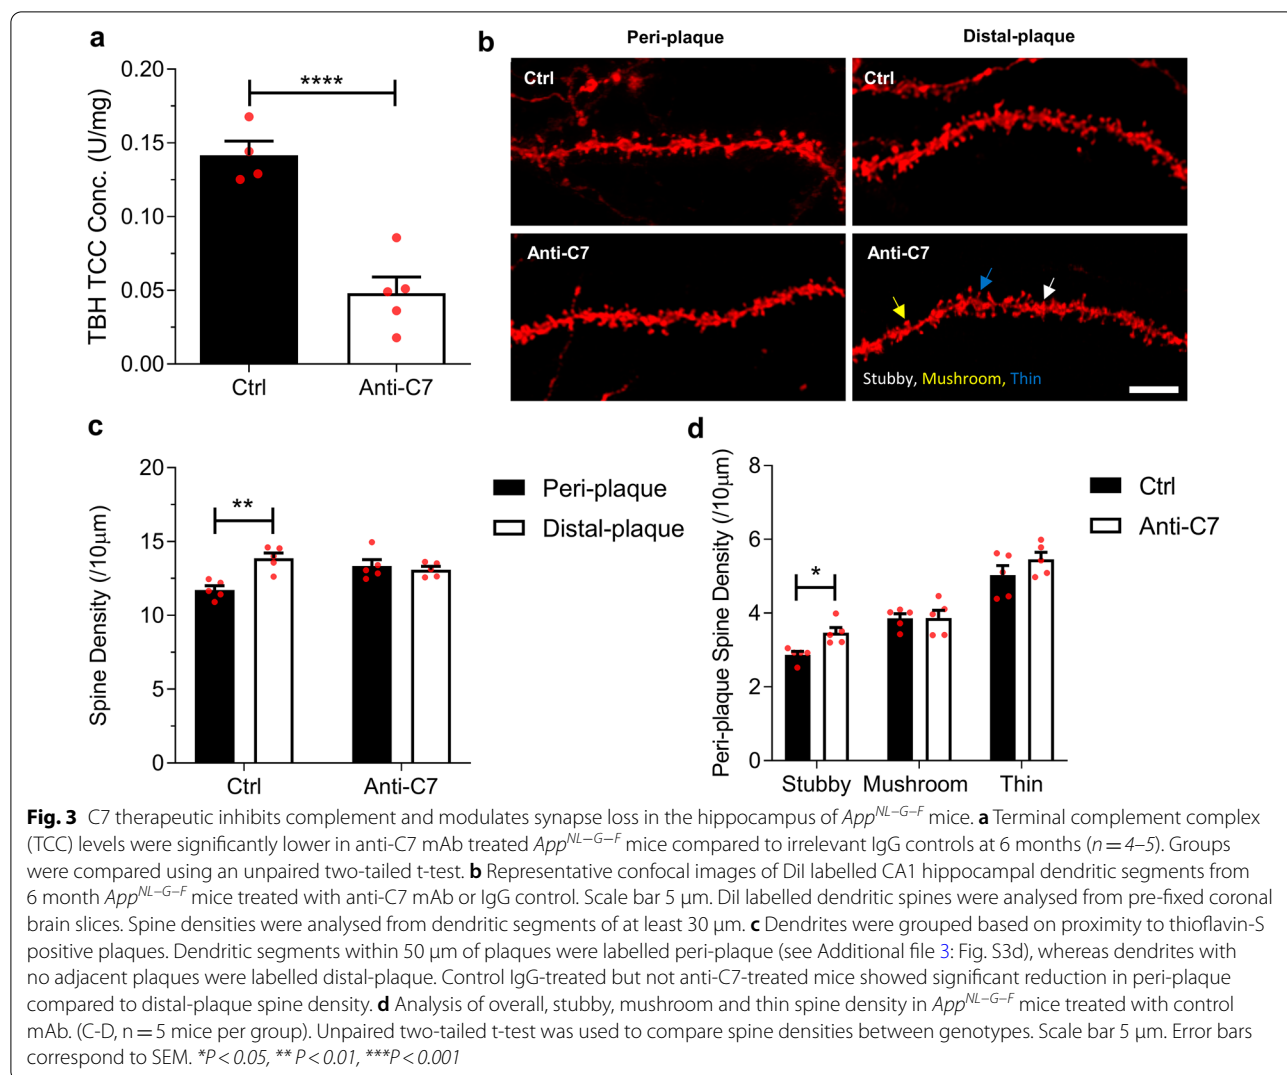 a
TBH TCC Conc. (U/mg)
0.20
0.15
0.10
0.05
0.00
****
Ctrl
Anti-C7
b
Peri-plaque
Distal-plaque
Ctrl
Ctrl
Anti-C7
Anti-C7
Stubby, Mushroom, Thin
c
Spine Density (/10μm)
20
15
10
5
0
**
Ctrl
Anti-C7
Peri-plaque
Distal-plaque
d
Peri-plaque Spine Density (/10μm)
8
6
4
2
0
*
Stubby
Mushroom
Thin
Ctrl
Anti-C7
Fig. 3 C7 therapeutic inhibits complement and modulates synapse loss in the hippocampus of App^NL−G−F mice. a Terminal complement complex
(TCC) levels were significantly lower in anti-C7 mAb treated App^NL−G−F mice compared to irrelevant IgG controls at 6 months (n = 4–5). Groups
were compared using an unpaired two-tailed t-test. b Representative confocal images of DiI labelled CA1 hippocampal dendritic segments from
6 month App^NL−G−F mice treated with anti-C7 mAb or IgG control. Scale bar 5 μm. DiI labelled dendritic spines were analysed from pre-fixed coronal
brain slices. Spine densities were analysed from dendritic segments of at least 30 μm. c Dendrites were grouped based on proximity to thioflavin-S
positive plaques. Dendritic segments within 50 μm of plaques were labelled peri-plaque (see Additional file 3: Fig. S3d), whereas dendrites with
no adjacent plaques were labelled distal-plaque. Control IgG-treated but not anti-C7-treated mice showed significant reduction in peri-plaque
compared to distal-plaque spine density. d Analysis of overall, stubby, mushroom and thin spine density in App^NL−G−F mice treated with control
mAb. (C-D, n = 5 mice per group). Unpaired two-tailed t-test was used to compare spine densities between genotypes. Scale bar 5 μm. Error bars
correspond to SEM. *P < 0.05, ** P < 0.01, ***P < 0.001